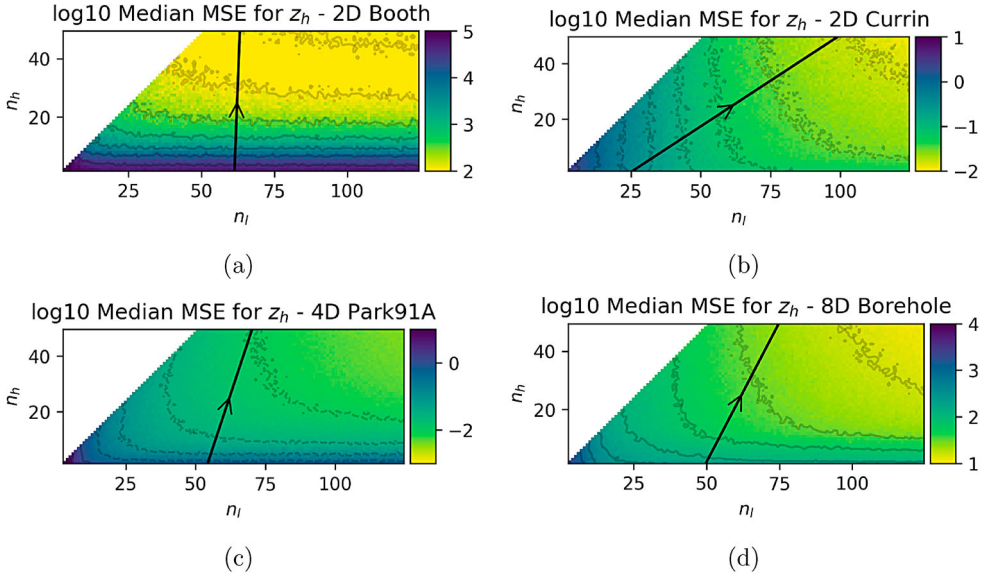 log10 Median MSE for z_h - 2D Booth
n_h
40
20
25 50 75 100
n_l
5
4
3
2
(a)
log10 Median MSE for z_h - 2D Currin
n_h
40
20
25 50 75 100
n_l
1
0
−1
−2
(b)
log10 Median MSE for z_h - 4D Park91A
n_h
40
20
25 50 75 100
n_l
0
−2
(c)
log10 Median MSE for z_h - 8D Borehole
n_h
40
20
25 50 75 100
n_l
4
3
2
1
(d)